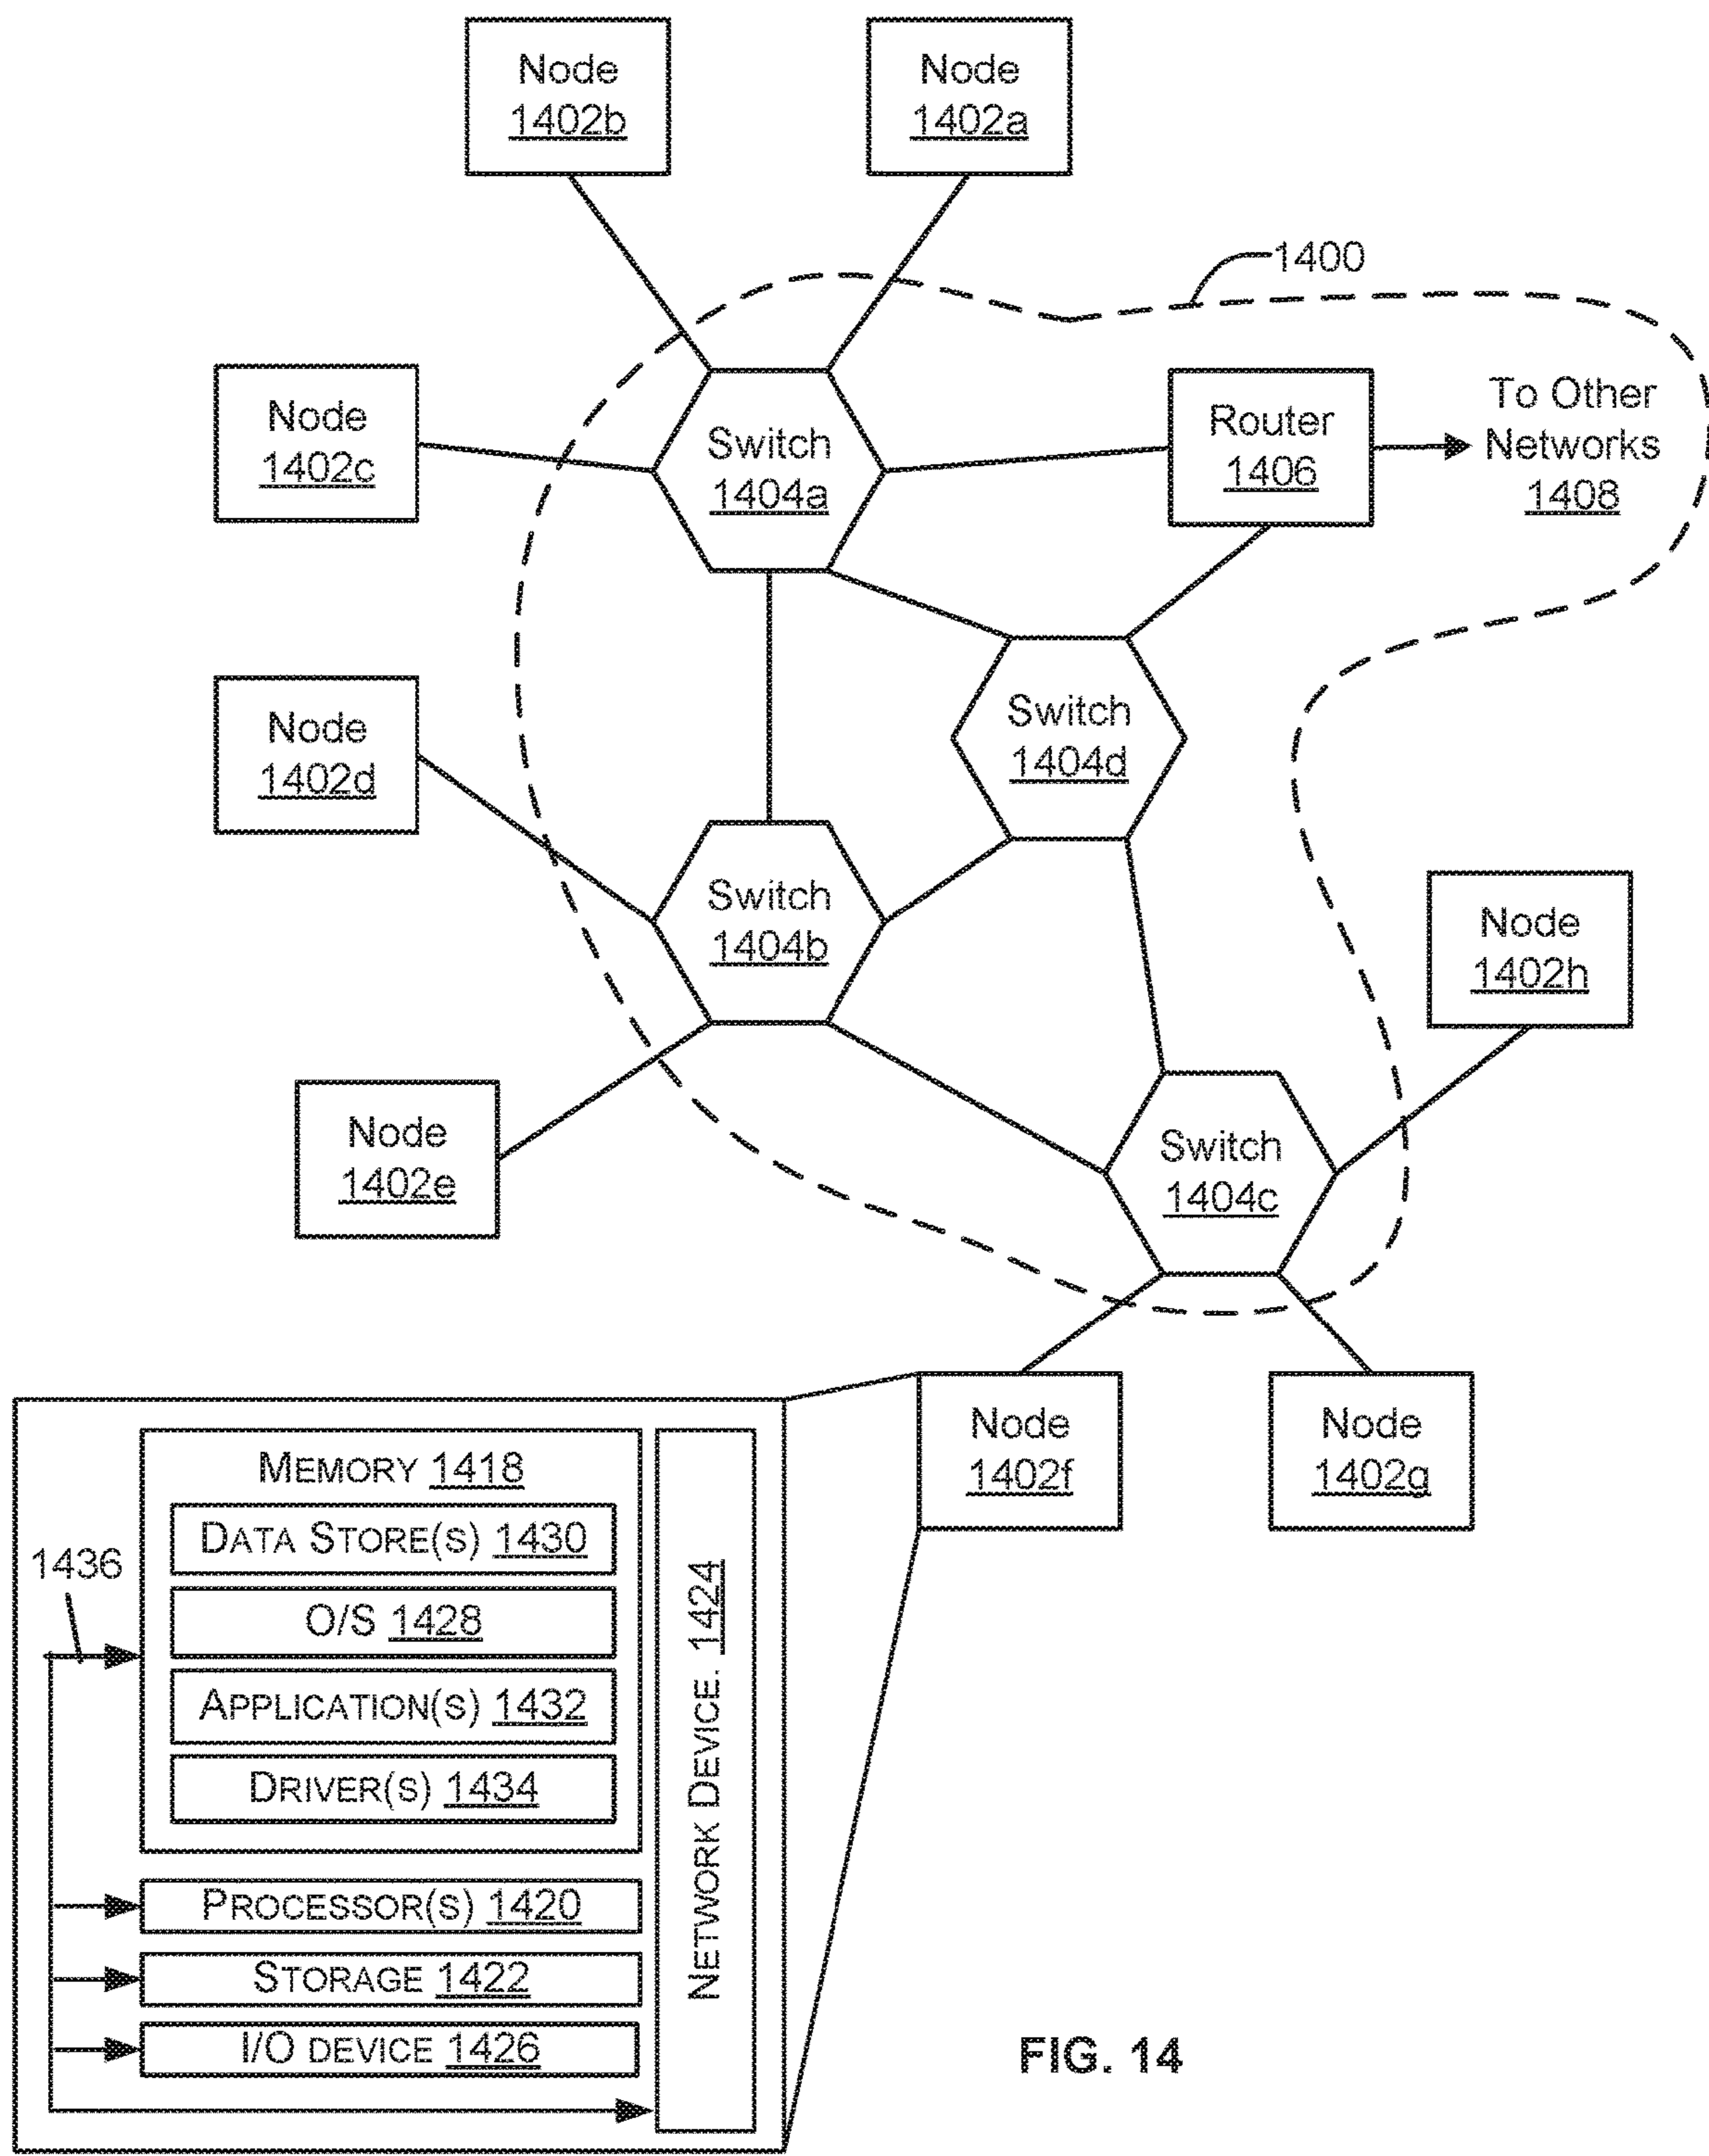 Node
1402b
Node
1402a
1400
Node
1402c
Switch
1404a
Router
1406
To Other
Networks
1408
Node
1402d
Switch
1404d
Switch
1404b
Node
1402h
Node
1402e
Switch
1404c
Node
1402f
Node
1402g
MEMORY 1418
DATA STORE(S) 1430
1436
O/S 1428
APPLICATION(S) 1432
DRIVER(S) 1434
NETWORK DEVICE. 1424
PROCESSOR(S) 1420
STORAGE 1422
I/O DEVICE 1426
FIG. 14